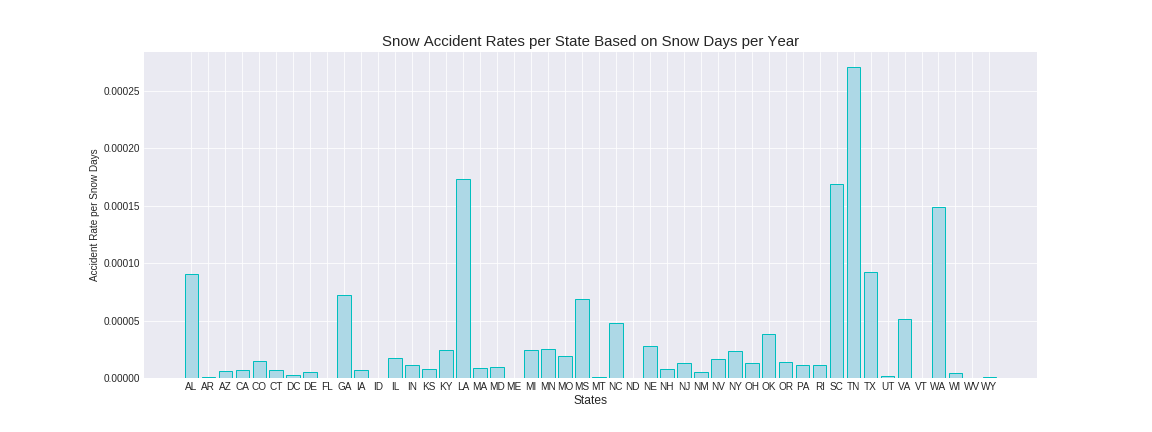 Snow Accident Rates per State Based on Snow Days per Year
Accident Rate per Snow Days
0.00025
0.00020
0.00015
0.00010
0.00005
0.00000
AL AR AZ CA CO CT DC DE FL GA IA ID IL IN KS KY LA MA MD ME MI MN MO MS MT NC ND NE NH NJ NM NV NY OH OK OR PA RI SC TN TX UT VA VT WA WI WV WY
States